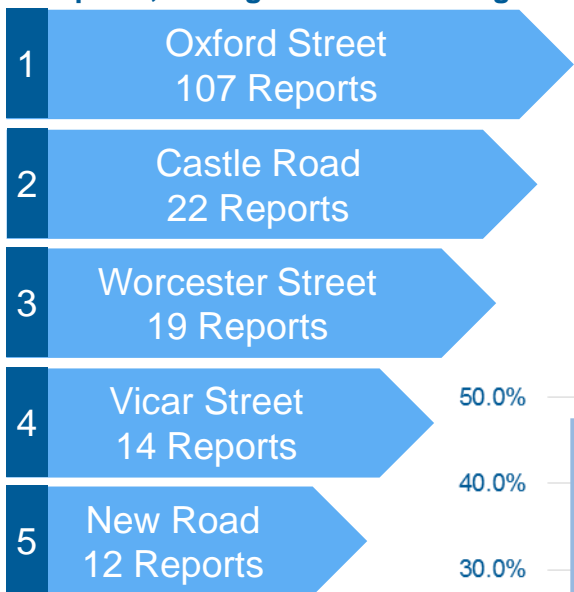 1
Oxford Street
107 Reports
2
Castle Road
22 Reports
3
Worcester Street
19 Reports
4
Vicar Street
14 Reports
5
New Road
12 Reports
50.0%
40.0%
30.0%